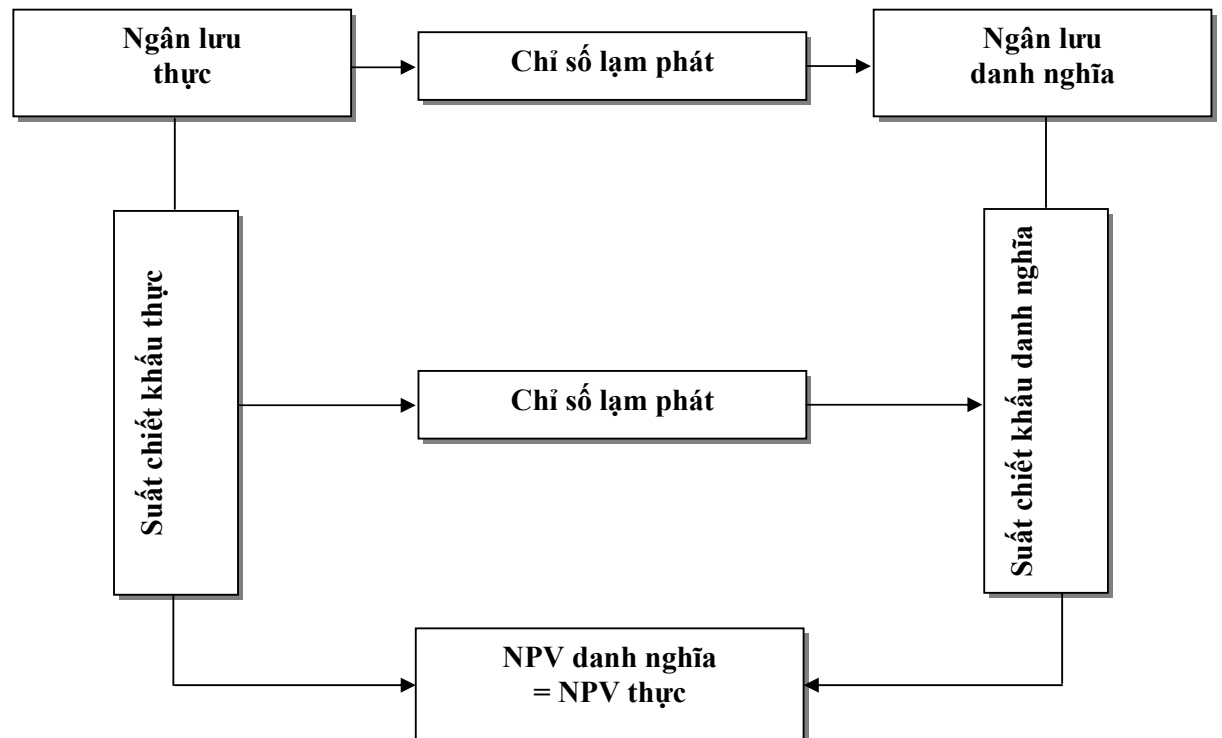 Ngân lưu
thực
Chỉ số lạm phát
Ngân lưu
danh nghĩa
Suất chiết khấu thực
Chỉ số lạm phát
Suất chiết khấu danh nghĩa
NPV danh nghĩa
= NPV thực